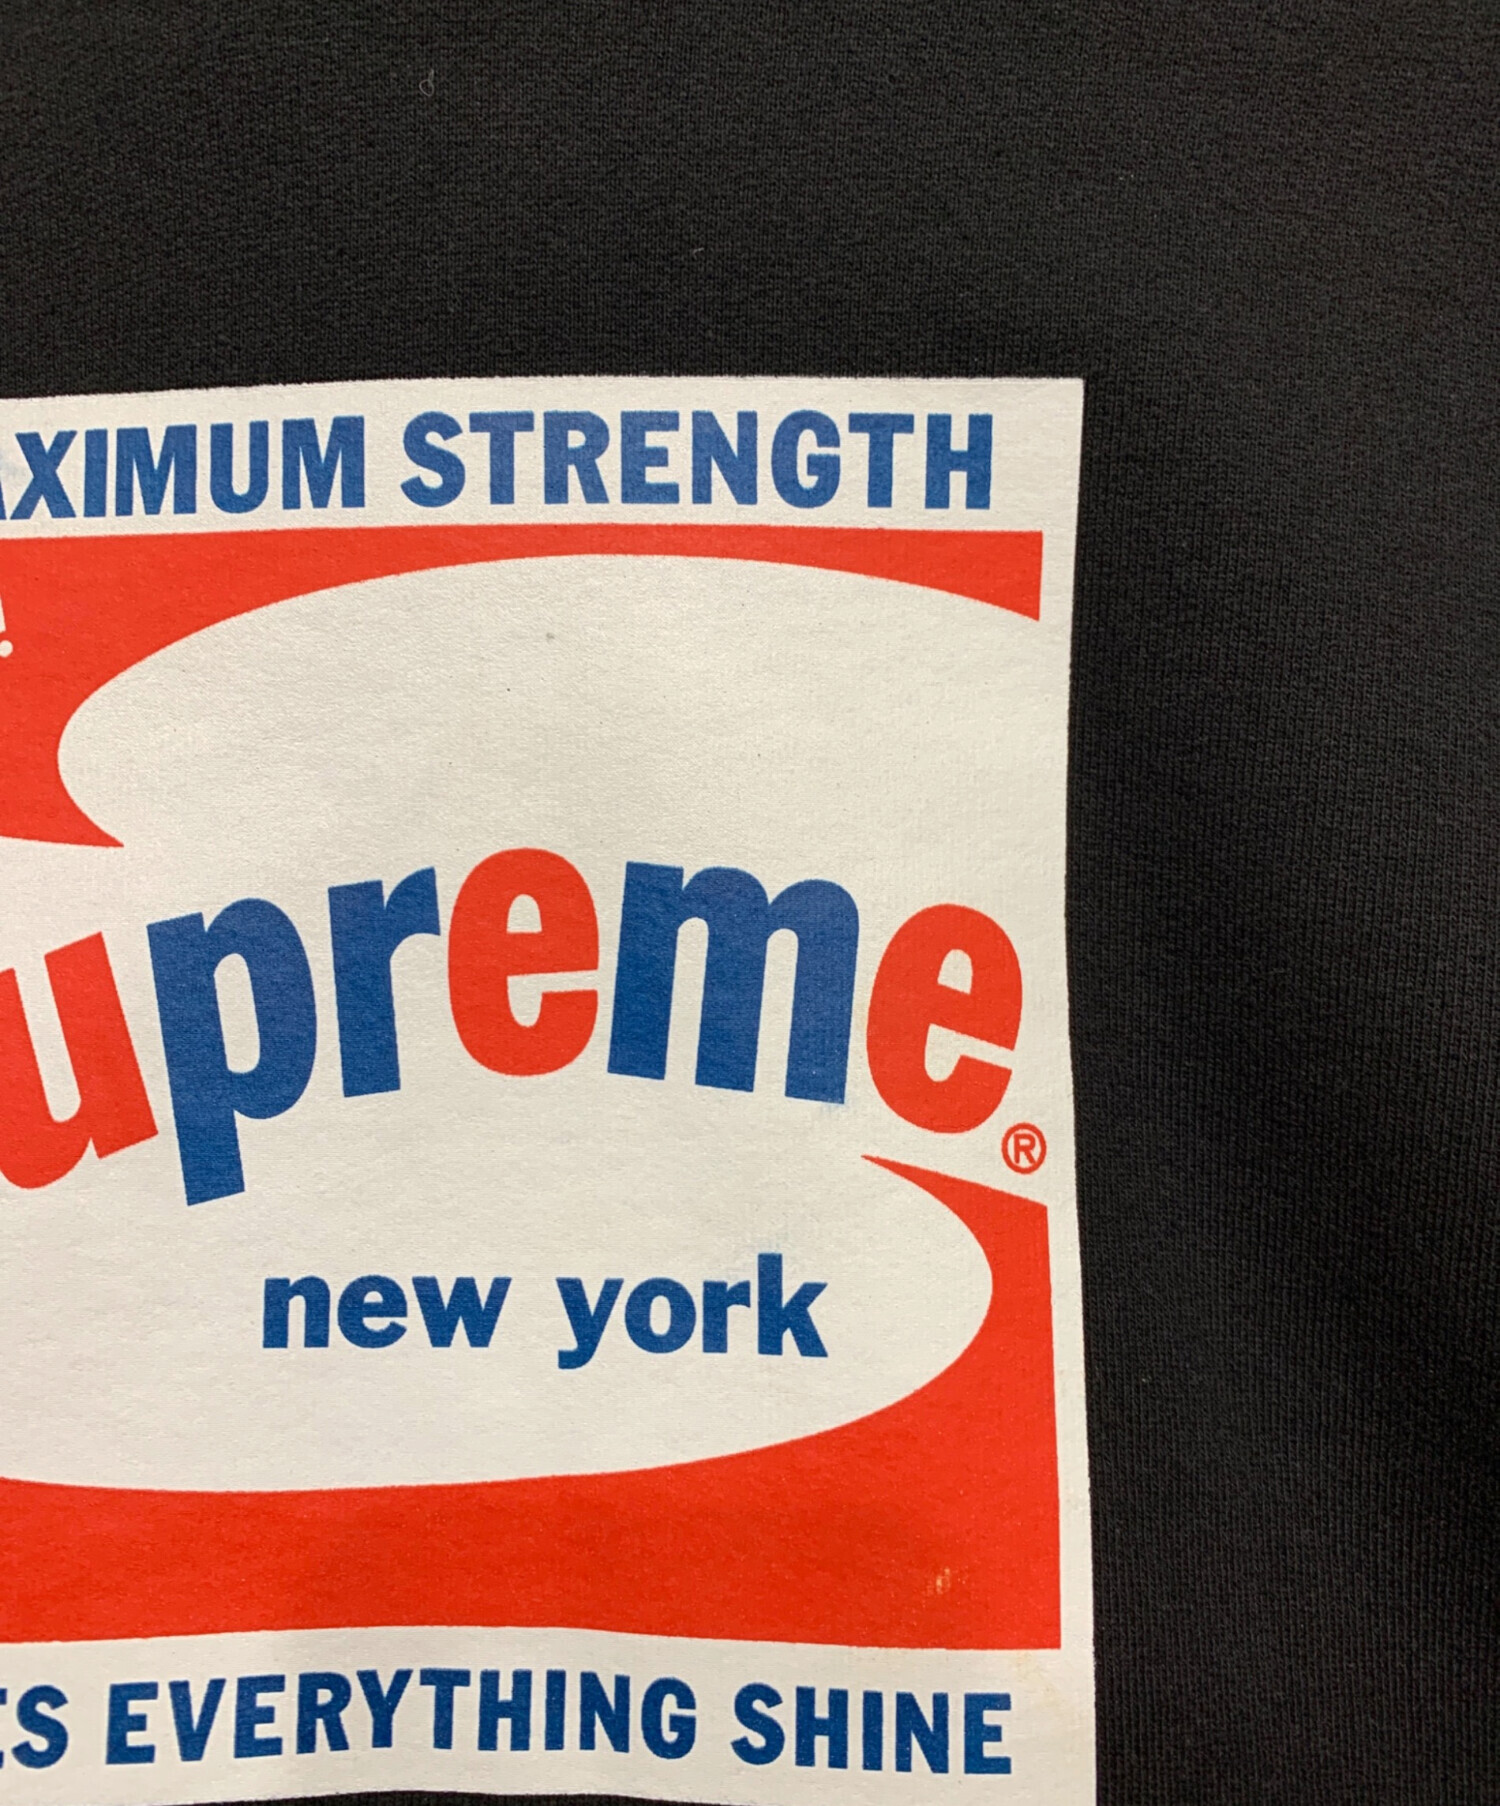 AXIMUM STRENGTH
!
upreme®
new york
ES EVERYTHING SHINE